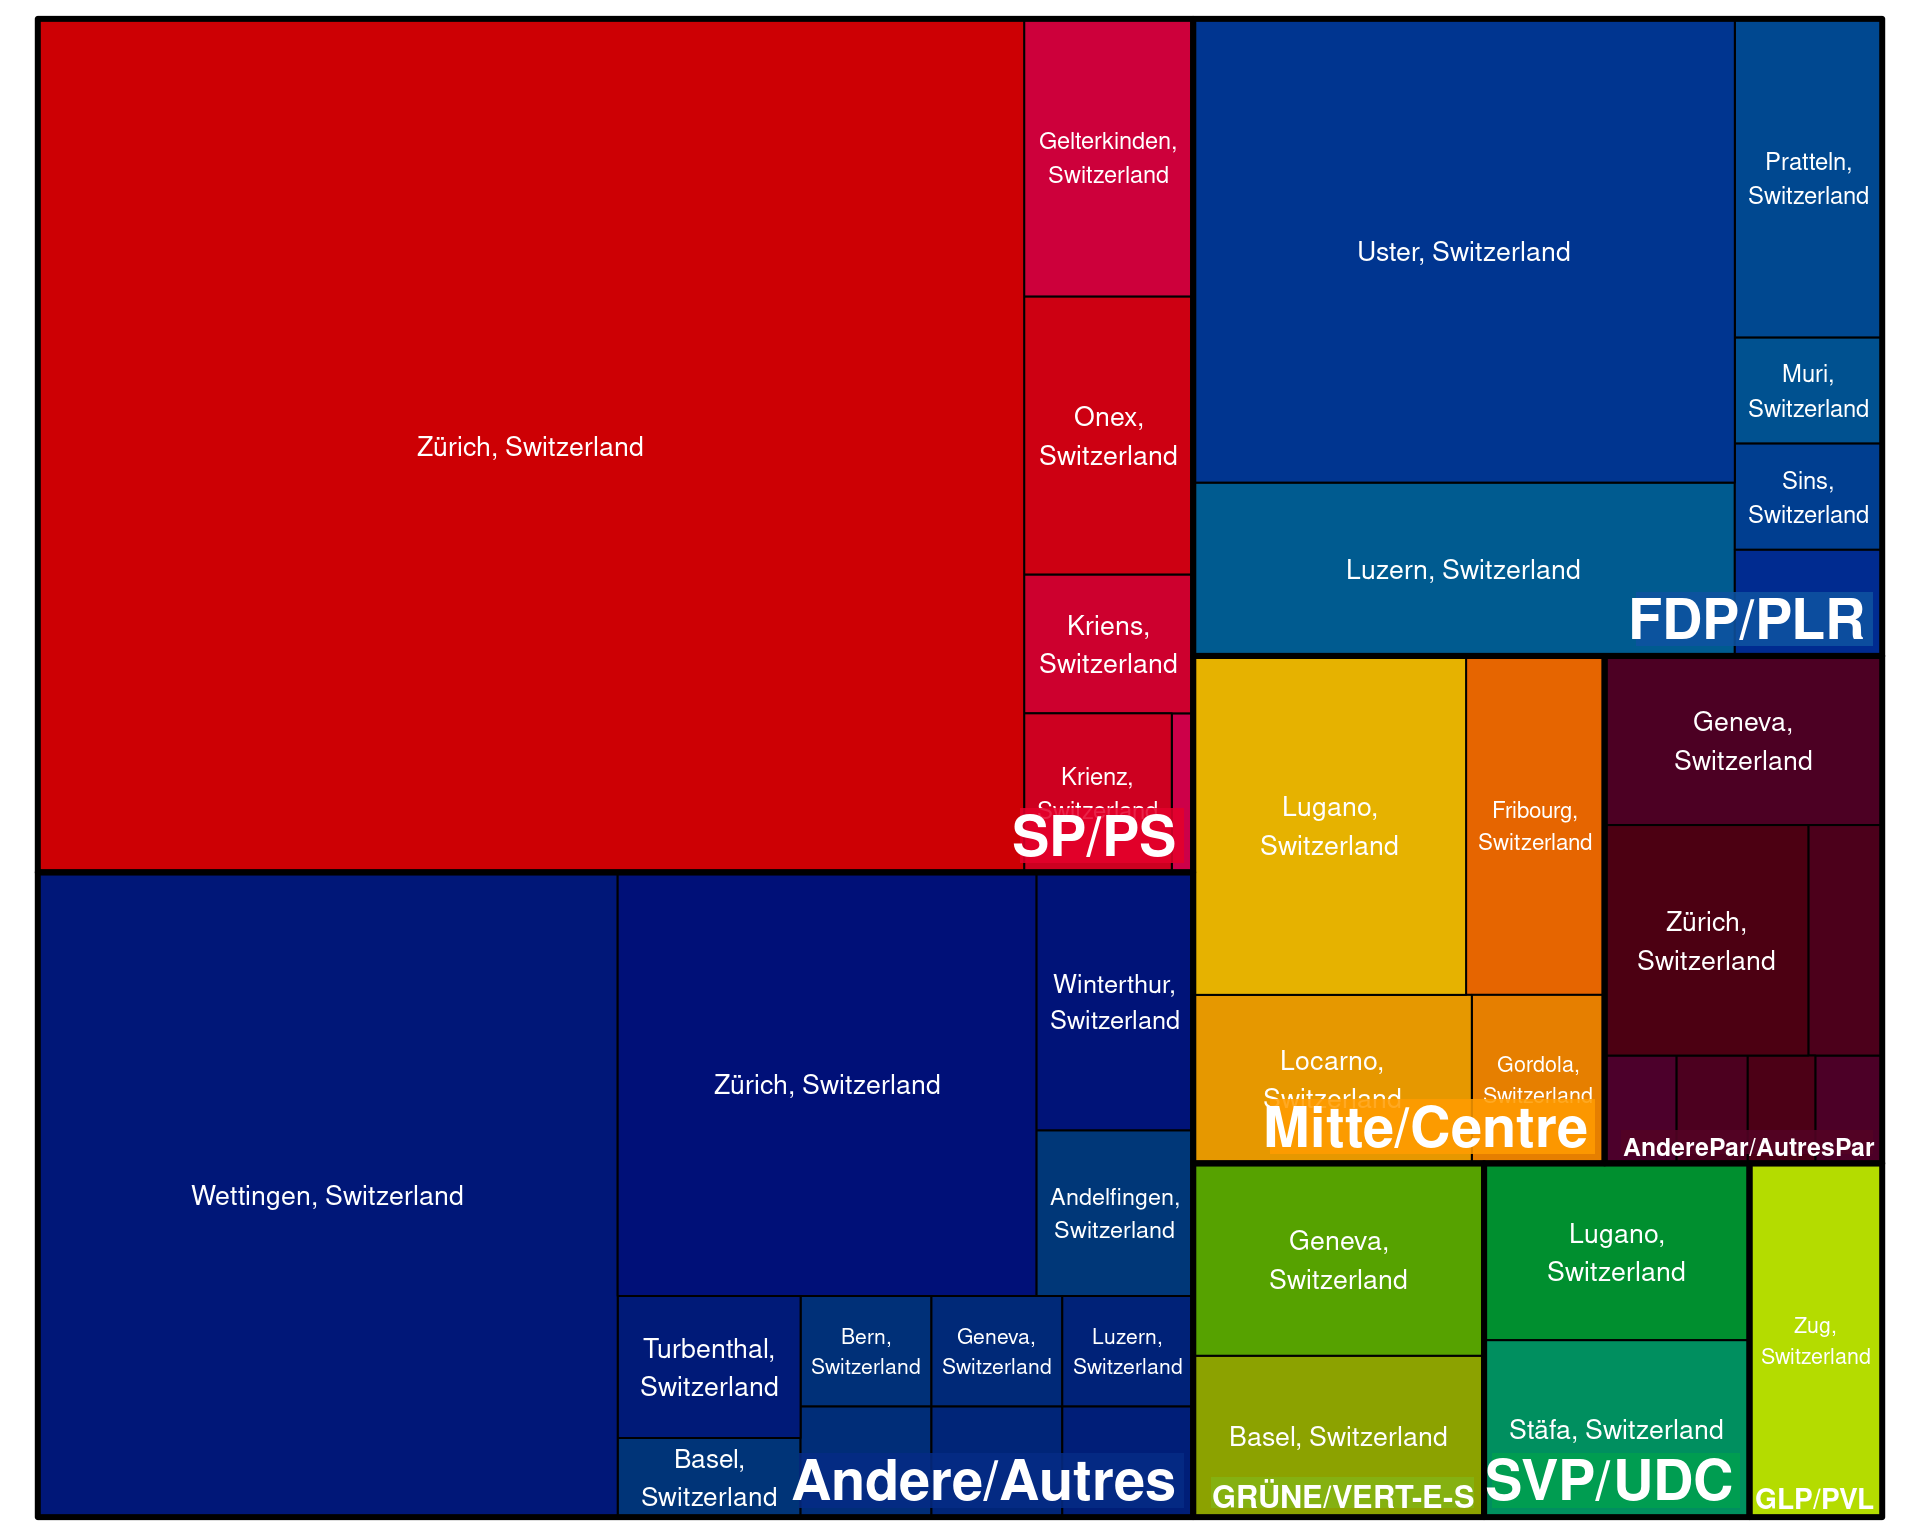 Zürich, Switzerland
Gelterkinden,
Switzerland
Onex,
Switzerland
Kriens,
Switzerland
Krienz,
Switzerland
SP/PS
Uster, Switzerland
Pratteln,
Switzerland
Muri,
Switzerland
Sins,
Switzerland
Luzern, Switzerland
FDP/PLR
Lugano,
Switzerland
Fribourg,
Switzerland
Locarno,
Switzerland
Gordola,
Switzerland
Mitte/Centre
Geneva,
Switzerland
Zürich,
Switzerland
AnderePar/AutresPar
Wettingen, Switzerland
Zürich, Switzerland
Winterthur,
Switzerland
Andelfingen,
Switzerland
Turbenthal,
Switzerland
Bern,
Switzerland
Geneva,
Switzerland
Luzern,
Switzerland
Basel,
Switzerland
Andere/Autres
Geneva,
Switzerland
Basel, Switzerland
GRÜNE/VERT-E-S
Lugano,
Switzerland
Stäfa, Switzerland
SVP/UDC
Zug,
Switzerland
GLP/PVL